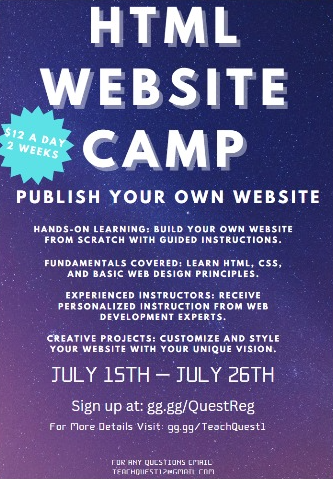 HTML
WEBSITE
CAMP
$12 A DAY
2 WEEKS
PUBLISH YOUR OWN WEBSITE
HANDS-ON LEARNING: BUILD YOUR OWN WEBSITE
FROM SCRATCH WITH GUIDED INSTRUCTIONS.
FUNDAMENTALS COVERED: LEARN HTML, CSS,
AND BASIC WEB DESIGN PRINCIPLES.
EXPERIENCED INSTRUCTORS: RECEIVE
PERSONALIZED INSTRUCTION FROM WEB
DEVELOPMENT EXPERTS.
CREATIVE PROJECTS: CUSTOMIZE AND STYLE
YOUR WEBSITE WITH YOUR UNIQUE VISION.
JULY 15TH — JULY 26TH
Sign up at: gg.gg/QuestReg
For More Details Visit: gg.gg/TeachQuest1
FOR ANY QUESTIONS EMAIL
TEACHQUEST12@GMAIL.COM